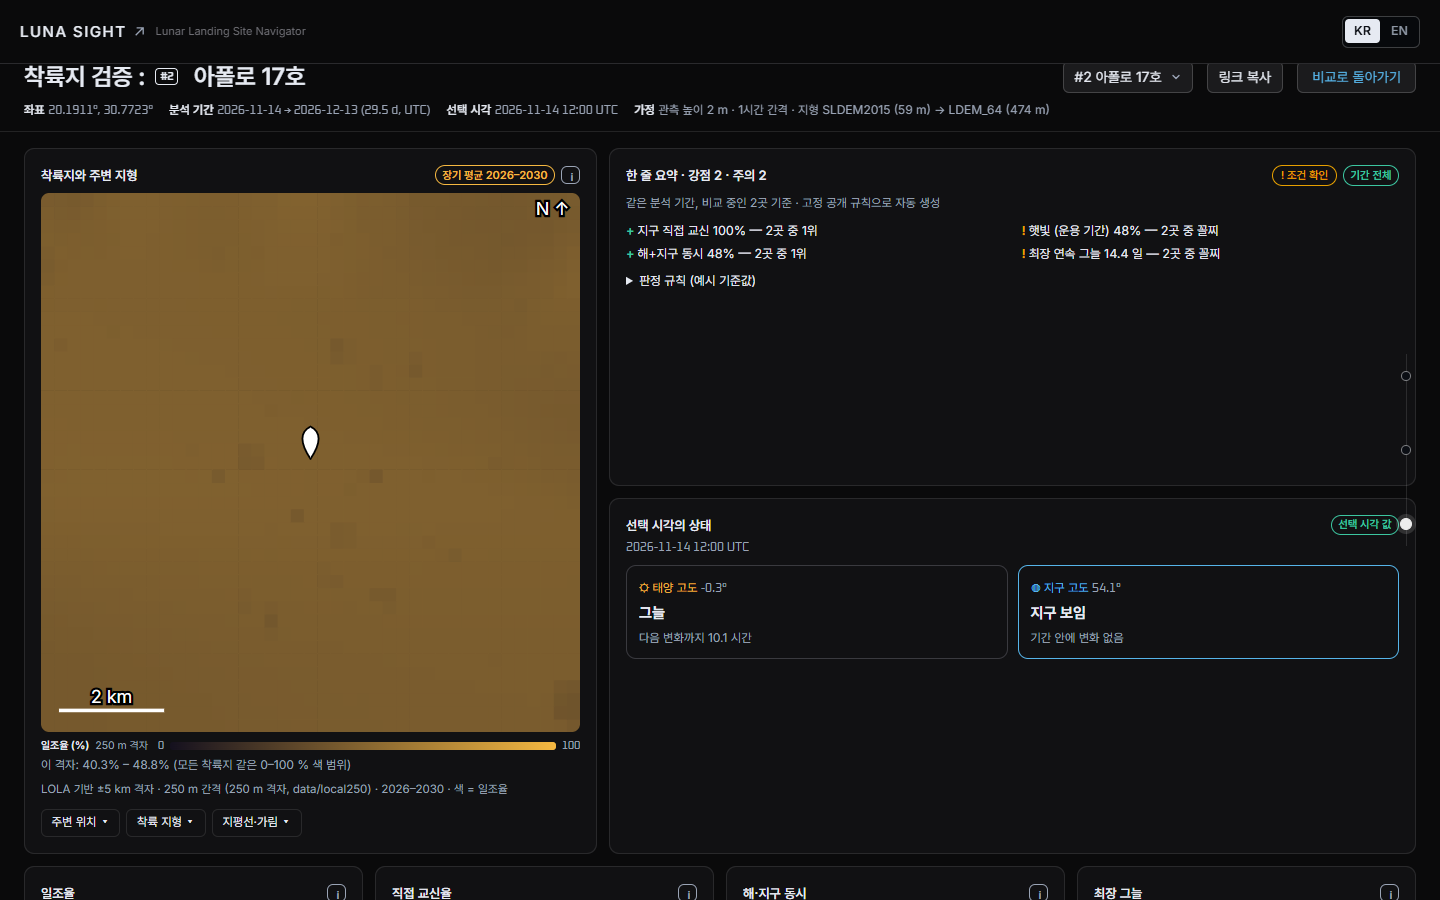 LUNA SIGHT ↗ Lunar Landing Site Navigator
KR EN
착륙지 검증 : #2 아폴로 17호
#2 아폴로 17호
링크 복사
비교로 돌아가기
좌표 20.1911°, 30.7723° 분석 기간 2026-11-14 → 2026-12-13 (29.5 d, UTC) 선택 시각 2026-11-14 12:00 UTC 가정 관측 높이 2 m · 1시간 간격 · 지형 SLDEM2015 (59 m) → LDEM_64 (474 m)
착륙지와 주변 지형
장기 평균 2026–2030
i
N ↑
2 km
일조율 (%) 250 m 격자 0 100
이 격자: 40.3% – 48.8% (모든 착륙지 같은 0–100 % 색 범위)
LOLA 기반 ±5 km 격자 · 250 m 간격 (250 m 격자, data/local250) · 2026–2030 · 색 = 일조율
주변 위치 ▾
착륙 지형 ▾
지평선·가림 ▾
한 줄 요약 · 강점 2 · 주의 2
! 조건 확인
기간 전체
같은 분석 기간, 비교 중인 2곳 기준 · 고정 공개 규칙으로 자동 생성
+ 지구 직접 교신 100% — 2곳 중 1위
! 햇빛 (운용 기간) 48% — 2곳 중 꼴찌
+ 해+지구 동시 48% — 2곳 중 1위
! 최장 연속 그늘 14.4 일 — 2곳 중 꼴찌
▶ 판정 규칙 (예시 기준값)
선택 시각의 상태
선택 시각 값
2026-11-14 12:00 UTC
태양 고도 -0.3°
그늘
다음 변화까지 10.1 시간
지구 고도 54.1°
지구 보임
기간 안에 변화 없음
일조율 i
직접 교신율 i
해·지구 동시 i
최장 그늘 i